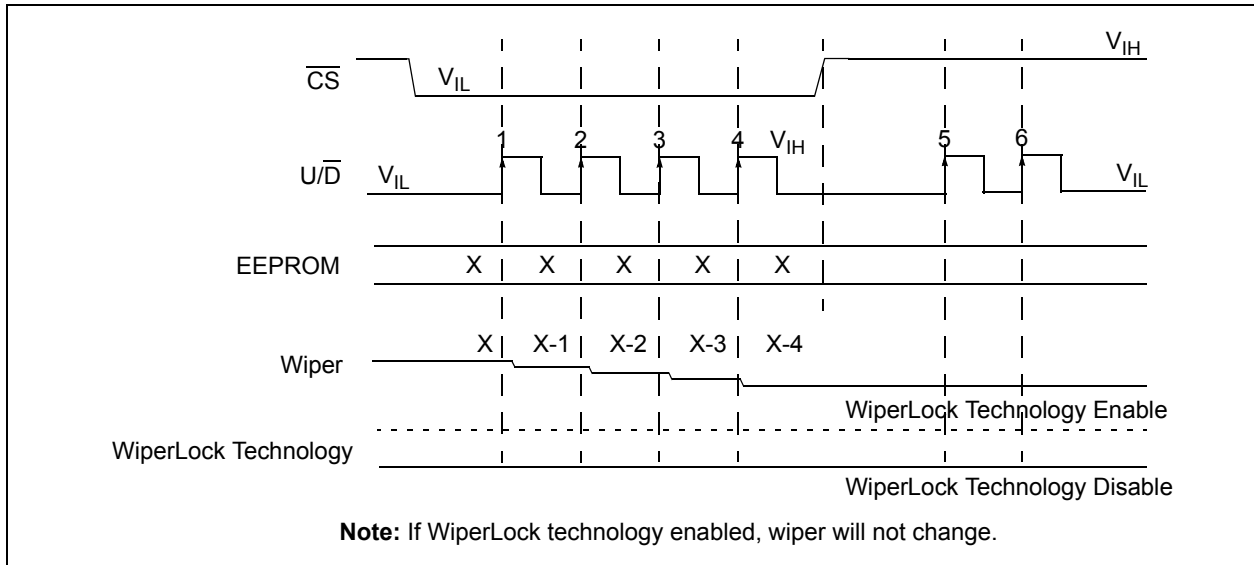 V_IH
C̅S̅ V_IL
1 2 3 4 V_IH 5 6
U/D̅ V_IL V_IL
EEPROM X X X X X
Wiper X X-1 X-2 X-3 X-4
WiperLock Technology Enable
WiperLock Technology
WiperLock Technology Disable
Note: If WiperLock technology enabled, wiper will not change.